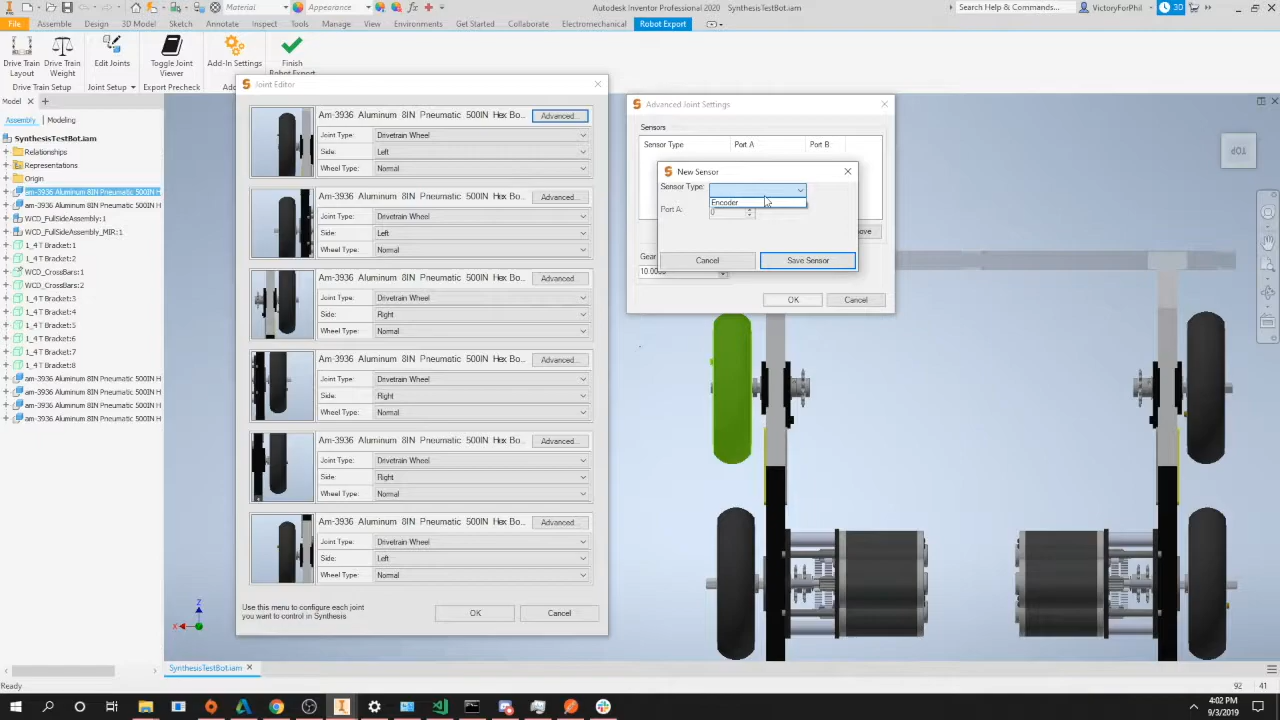 Material
Appearance
Autodesk Inventor Professional 2020 SynthesisTestBot.iam
Search Help & Commands...
VictoryForPhil
30
File
Assemble
Design
3D Model
Sketch
Annotate
Inspect
Tools
Manage
View
Environments
Get Started
Collaborate
Electromechanical
Robot Export
Drive Train
Layout
Drive Train
Weight
Edit Joints
Toggle Joint
Viewer
Add-In Settings
Finish
Robot Export
Drive Train Setup
Joint Setup
Export Precheck
Model
Assembly
Modeling
SynthesisTestBot.iam
Relationships
Representations
Origin
am-3936 Aluminum 8IN Pneumatic 500IN H
am-3936 Aluminum 8IN Pneumatic 500IN H
WCD_FullSideAssembly:1
WCD_FullSideAssembly_MIR:1
1_4 T Bracket:1
1_4 T Bracket:2
WCD_CrossBars:1
WCD_CrossBars:2
1_4 T Bracket:3
1_4 T Bracket:4
1_4 T Bracket:5
1_4 T Bracket:6
1_4 T Bracket:7
1_4 T Bracket:8
am-3936 Aluminum 8IN Pneumatic 500IN H
am-3936 Aluminum 8IN Pneumatic 500IN H
am-3936 Aluminum 8IN Pneumatic 500IN H
am-3936 Aluminum 8IN Pneumatic 500IN H
Joint Editor
Am-3936 Aluminum 8IN Pneumatic 500IN Hex Bo...
Advanced...
Joint Type: Drivetrain Wheel
Side: Left
Wheel Type: Normal
Am-3936 Aluminum 8IN Pneumatic 500IN Hex Bo...
Advanced...
Joint Type: Drivetrain Wheel
Side: Left
Wheel Type: Normal
Am-3936 Aluminum 8IN Pneumatic 500IN Hex Bo...
Advanced...
Joint Type: Drivetrain Wheel
Side: Right
Wheel Type: Normal
Am-3936 Aluminum 8IN Pneumatic 500IN Hex Bo...
Advanced...
Joint Type: Drivetrain Wheel
Side: Right
Wheel Type: Normal
Am-3936 Aluminum 8IN Pneumatic 500IN Hex Bo...
Advanced...
Joint Type: Drivetrain Wheel
Side: Right
Wheel Type: Normal
Am-3936 Aluminum 8IN Pneumatic 500IN Hex Bo...
Advanced...
Joint Type: Drivetrain Wheel
Side: Left
Wheel Type: Normal
Use this menu to configure each joint
you want to control in Synthesis
OK
Cancel
Advanced Joint Settings
Sensors
Sensor Type Port A Port B
New Sensor
Sensor Type:
Encoder
Port A: 0
Cancel
Save Sensor
Gear
OK
Cancel
TOP
Z
X
SynthesisTestBot.iam
Ready
92 41
4:02 PM
9/3/2019